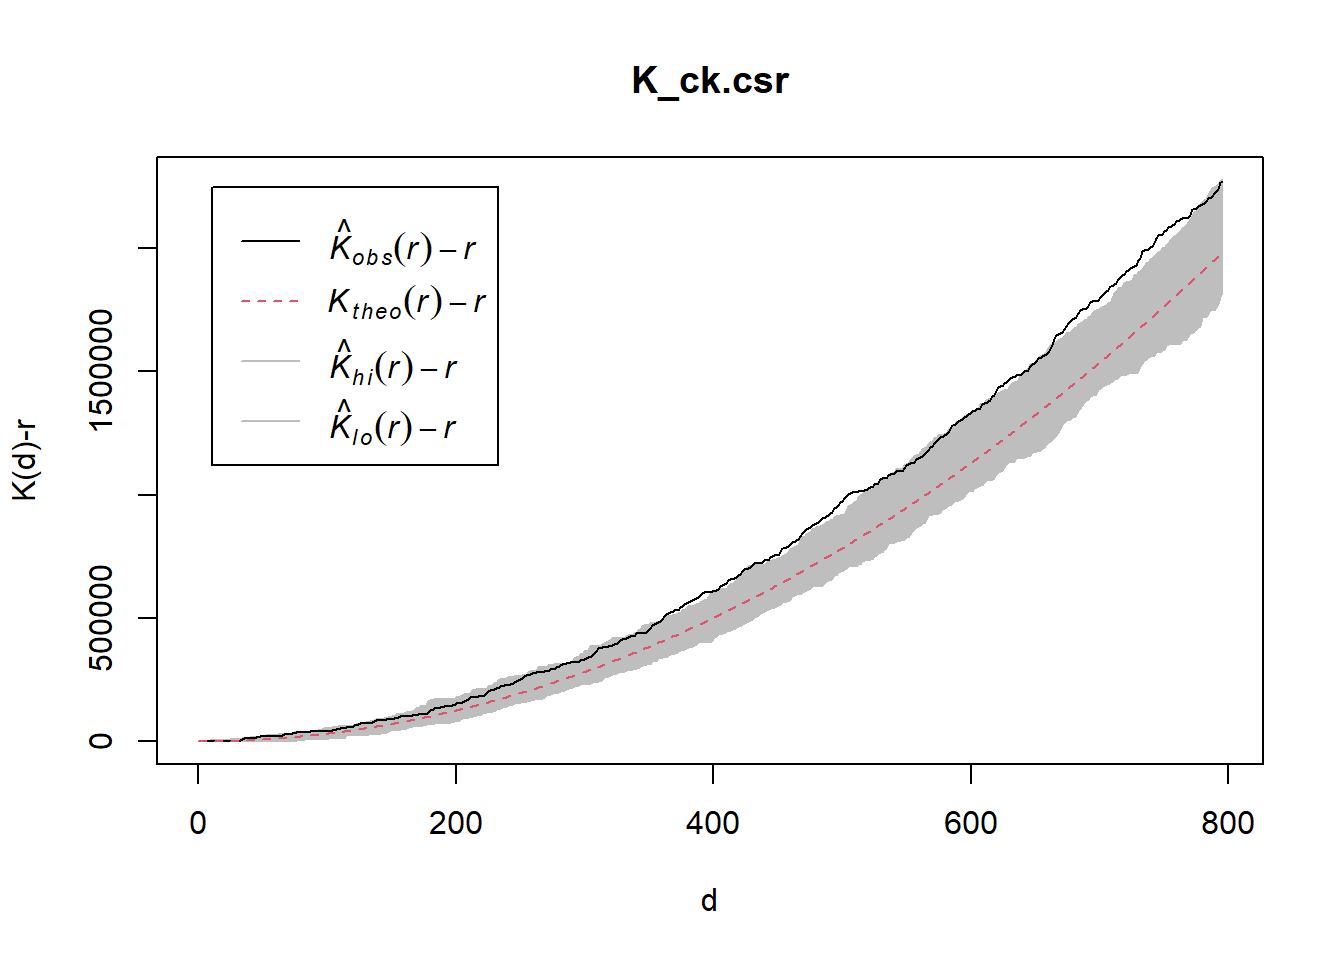 K_ck.csr
K̂obs(r) − r
Ktheo(r) − r
K̂hi(r) − r
K̂lo(r) − r
K(d)-r
1500000
500000
0
0 200 400 600 800
d